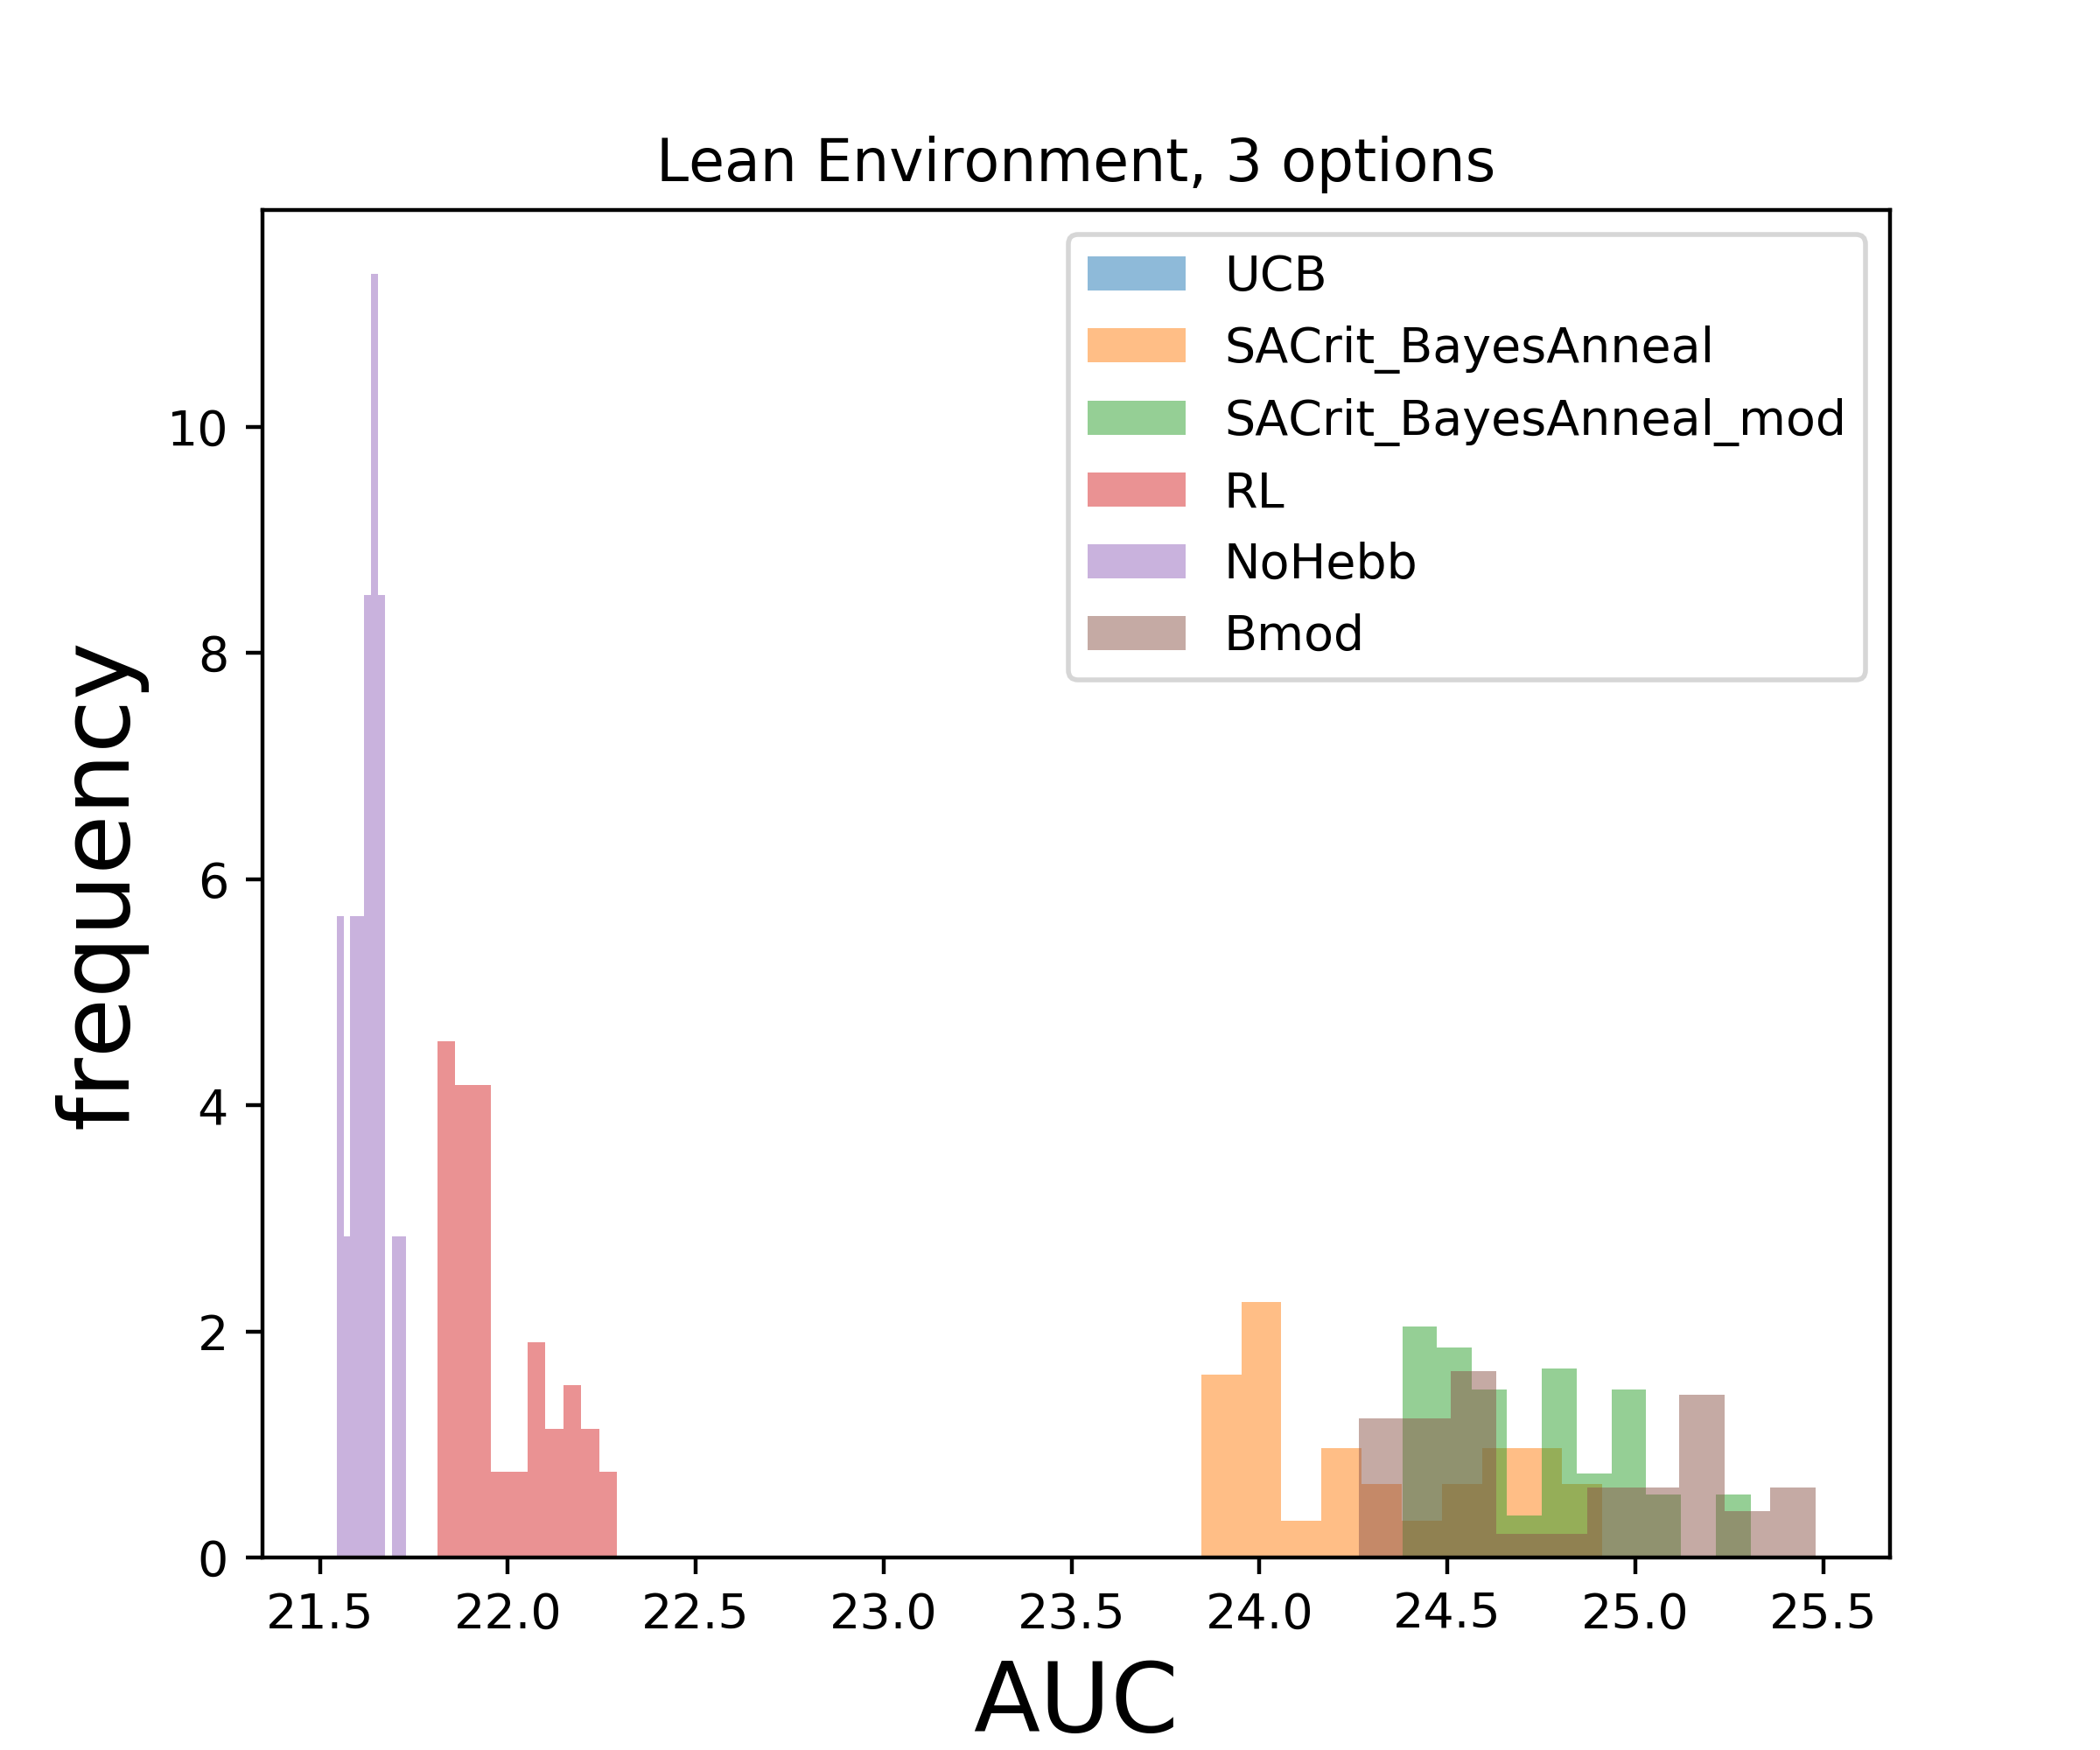 Lean Environment, 3 options
UCB
SACrit_BayesAnneal
SACrit_BayesAnneal_mod
RL
NoHebb
Bmod
frequency
10
8
6
4
2
0
21.5 22.0 22.5 23.0 23.5 24.0 24.5 25.0 25.5
AUC